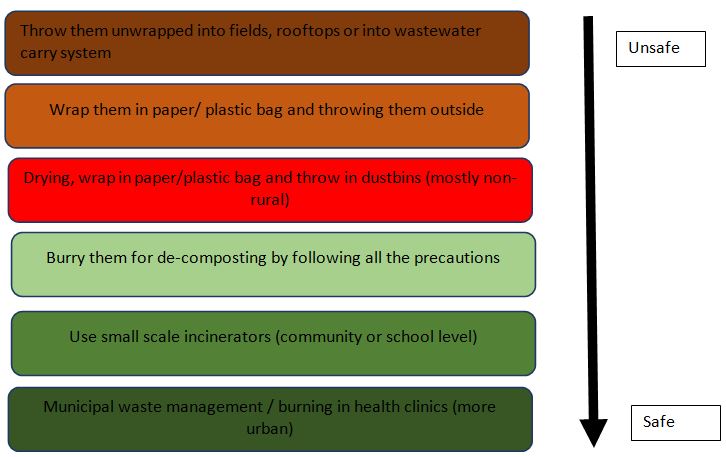 Throw them unwrapped into fields, rooftops or into wastewater
carry system
Unsafe
Wrap them in paper/ plastic bag and throwing them outside
Drying, wrap in paper/plastic bag and throw in dustbins (mostly non-
rural)
Burry them for de-composting by following all the precautions
Use small scale incinerators (community or school level)
Municipal waste management / burning in health clinics (more
urban)
Safe